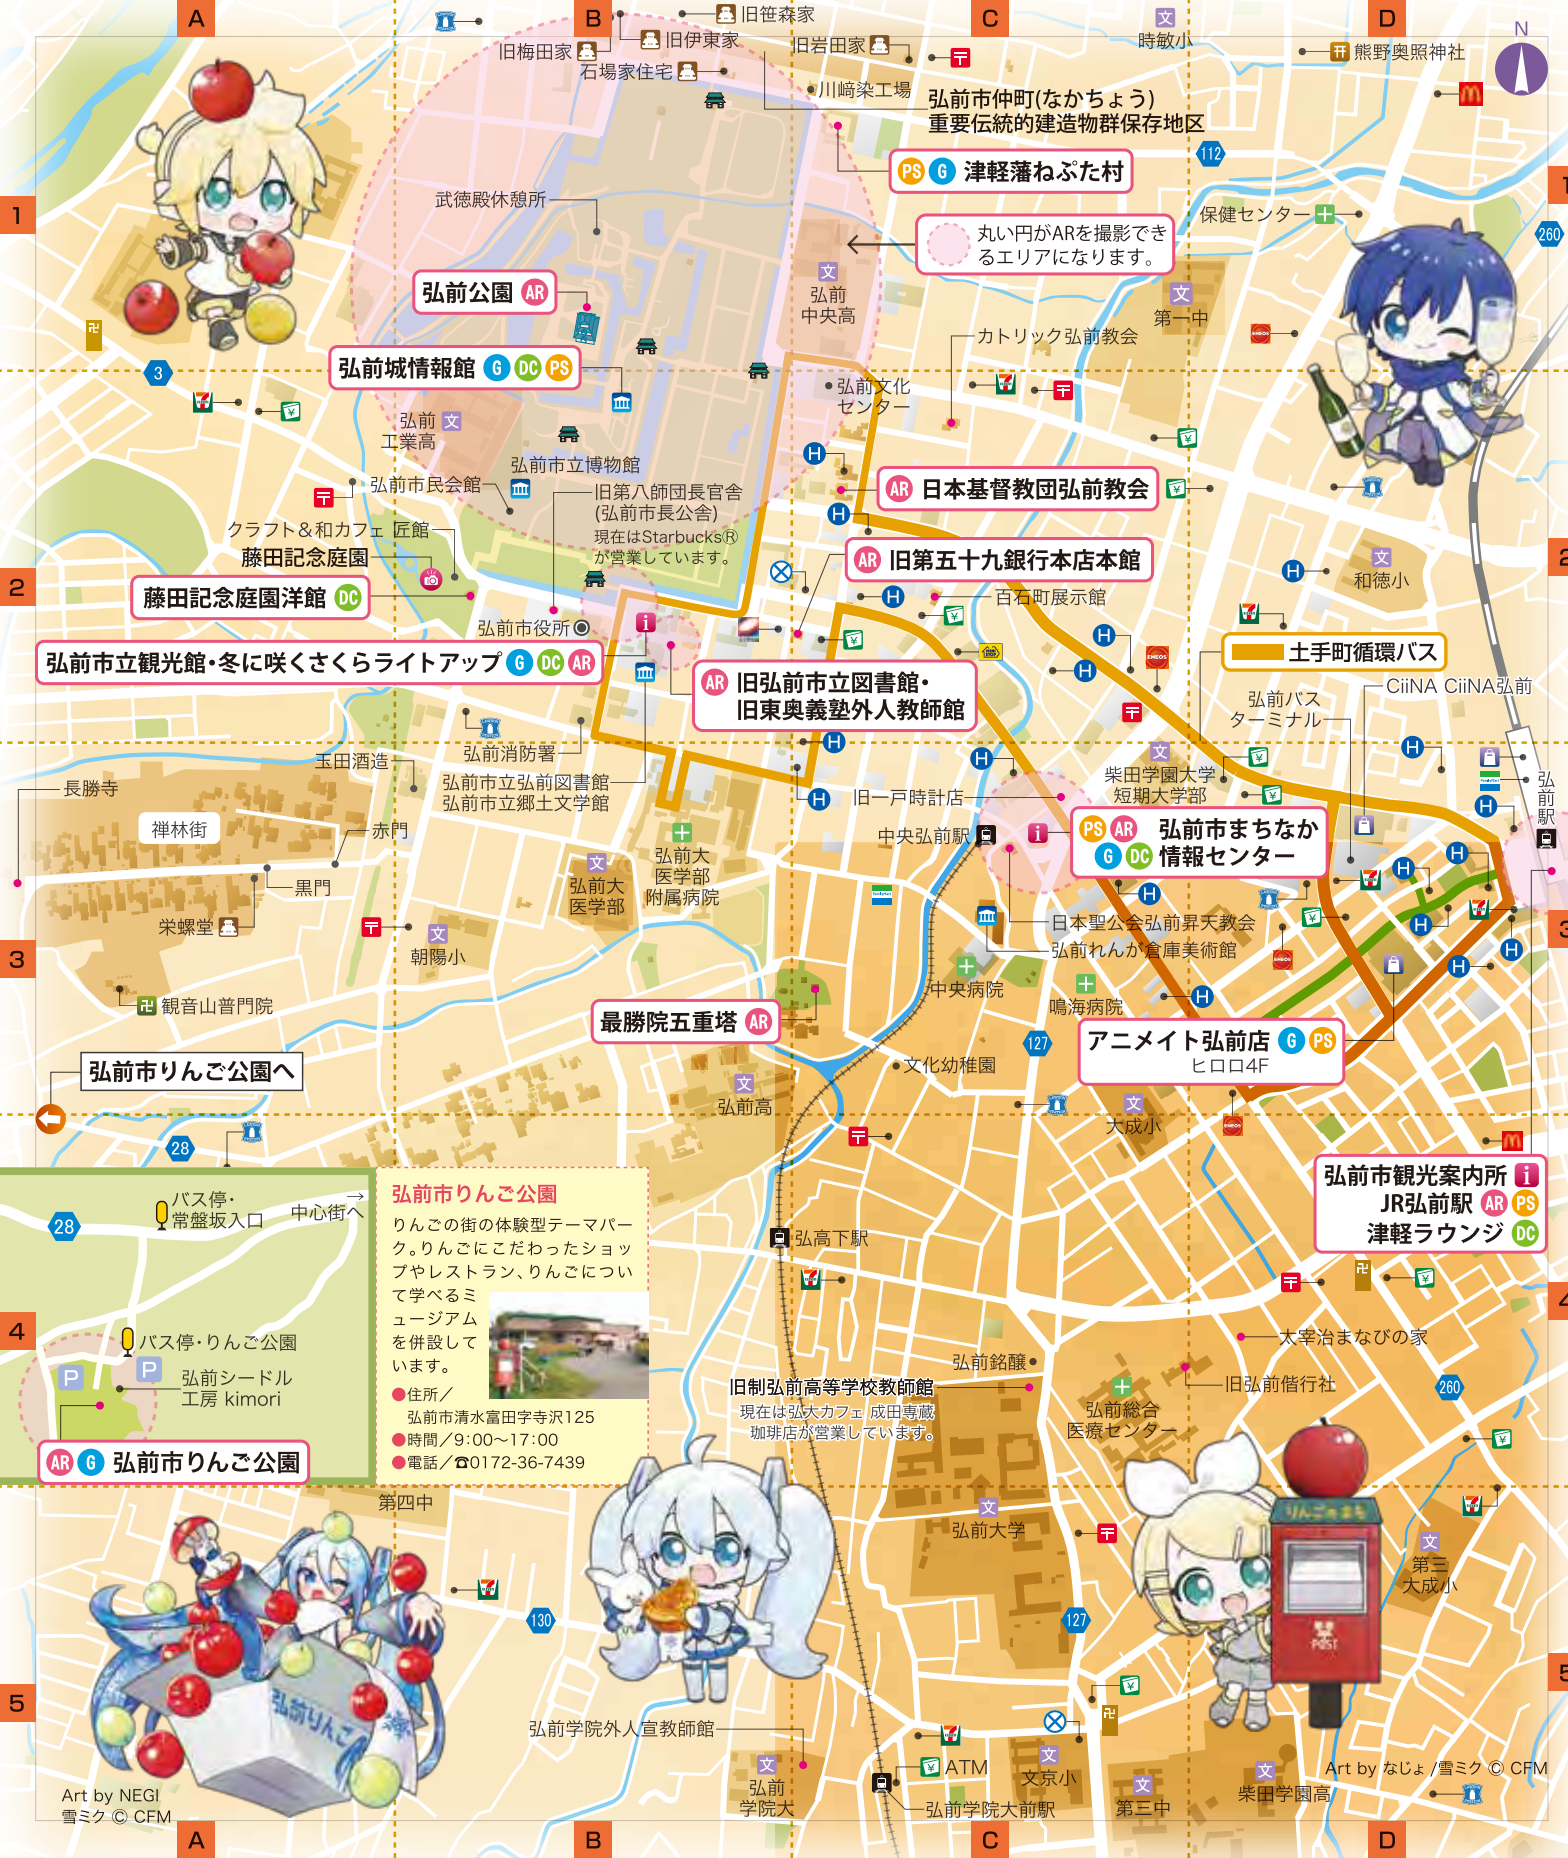 A
B
C
D
N
旧笹森家
旧伊東家
旧梅田家
石場家住宅
旧岩田家
川﨑染工場
時敏小
熊野奥照神社
弘前市仲町(なかちょう)
重要伝統的建造物群保存地区
112
PS G 津軽藩ねぷた村
1
1
武徳殿休憩所
丸い円がARを撮影でき
るエリアになります。
保健センター
260
弘前公園 AR
弘前
中央高
第一中
カトリック弘前教会
弘前城情報館 G DC PS
3
弘前文化
センター
弘前
工業高
弘前市立博物館
弘前市民会館
旧第八師団長官舎
(弘前市長公舎)
現在はStarbucks®
が営業しています。
AR 日本基督教団弘前教会
クラフト＆和カフェ 匠館
藤田記念庭園
AR 旧第五十九銀行本店本館
和徳小
2
2
藤田記念庭園洋館 DC
百石町展示館
弘前市役所
弘前市立観光館・冬に咲くさくらライトアップ G DC AR
土手町循環バス
AR 旧弘前市立図書館・
旧東奥義塾外人教師館
CiiNA CiiNA弘前
弘前バス
ターミナル
弘前消防署
玉田酒造
弘前市立弘前図書館
弘前市立郷土文学館
柴田学園大学
短期大学部
弘前駅
長勝寺
禅林街
赤門
黒門
栄螺堂
旧一戸時計店
中央弘前駅
PS AR 弘前市まちなか
G DC 情報センター
弘前大
医学部
弘前大
医学部
附属病院
日本聖公会弘前昇天教会
弘前れんが倉庫美術館
朝陽小
3
3
中央病院
鳴海病院
観音山普門院
最勝院五重塔 AR
アニメイト弘前店 G PS
ヒロロ4F
127
文化幼稚園
弘前市りんご公園へ
弘前高
大成小
28
弘前市観光案内所
JR弘前駅 AR PS
津軽ラウンジ DC
28
バス停・
常盤坂入口
→
中心街へ
弘前市りんご公園
りんごの街の体験型テーマパー
ク。りんごにこだわったショッ
プやレストラン、りんごについ
て学べるミ
ュージアム
を併設して
います。
●住所／
弘前市清水富田字寺沢125
●時間／9:00～17:00
●電話／☎0172-36-7439
弘高下駅
4
4
バス停・りんご公園
P
P
弘前シードル
工房 kimori
AR G 弘前市りんご公園
太宰治まなびの家
弘前銘醸
旧制弘前高等学校教師館
現在は弘大カフェ 成田専蔵
珈琲店が営業しています。
旧弘前偕行社
弘前総合
医療センター
260
第四中
弘前大学
第三
大成小
りんごのまち
POST
130
127
弘前りんご
5
5
弘前学院外人宣教師館
弘前
学院大
ATM
弘前学院大前駅
文京小
第三中
柴田学園高
Art by NEGI
雪ミク © CFM
Art by なじょ /雪ミク © CFM
A
B
C
D